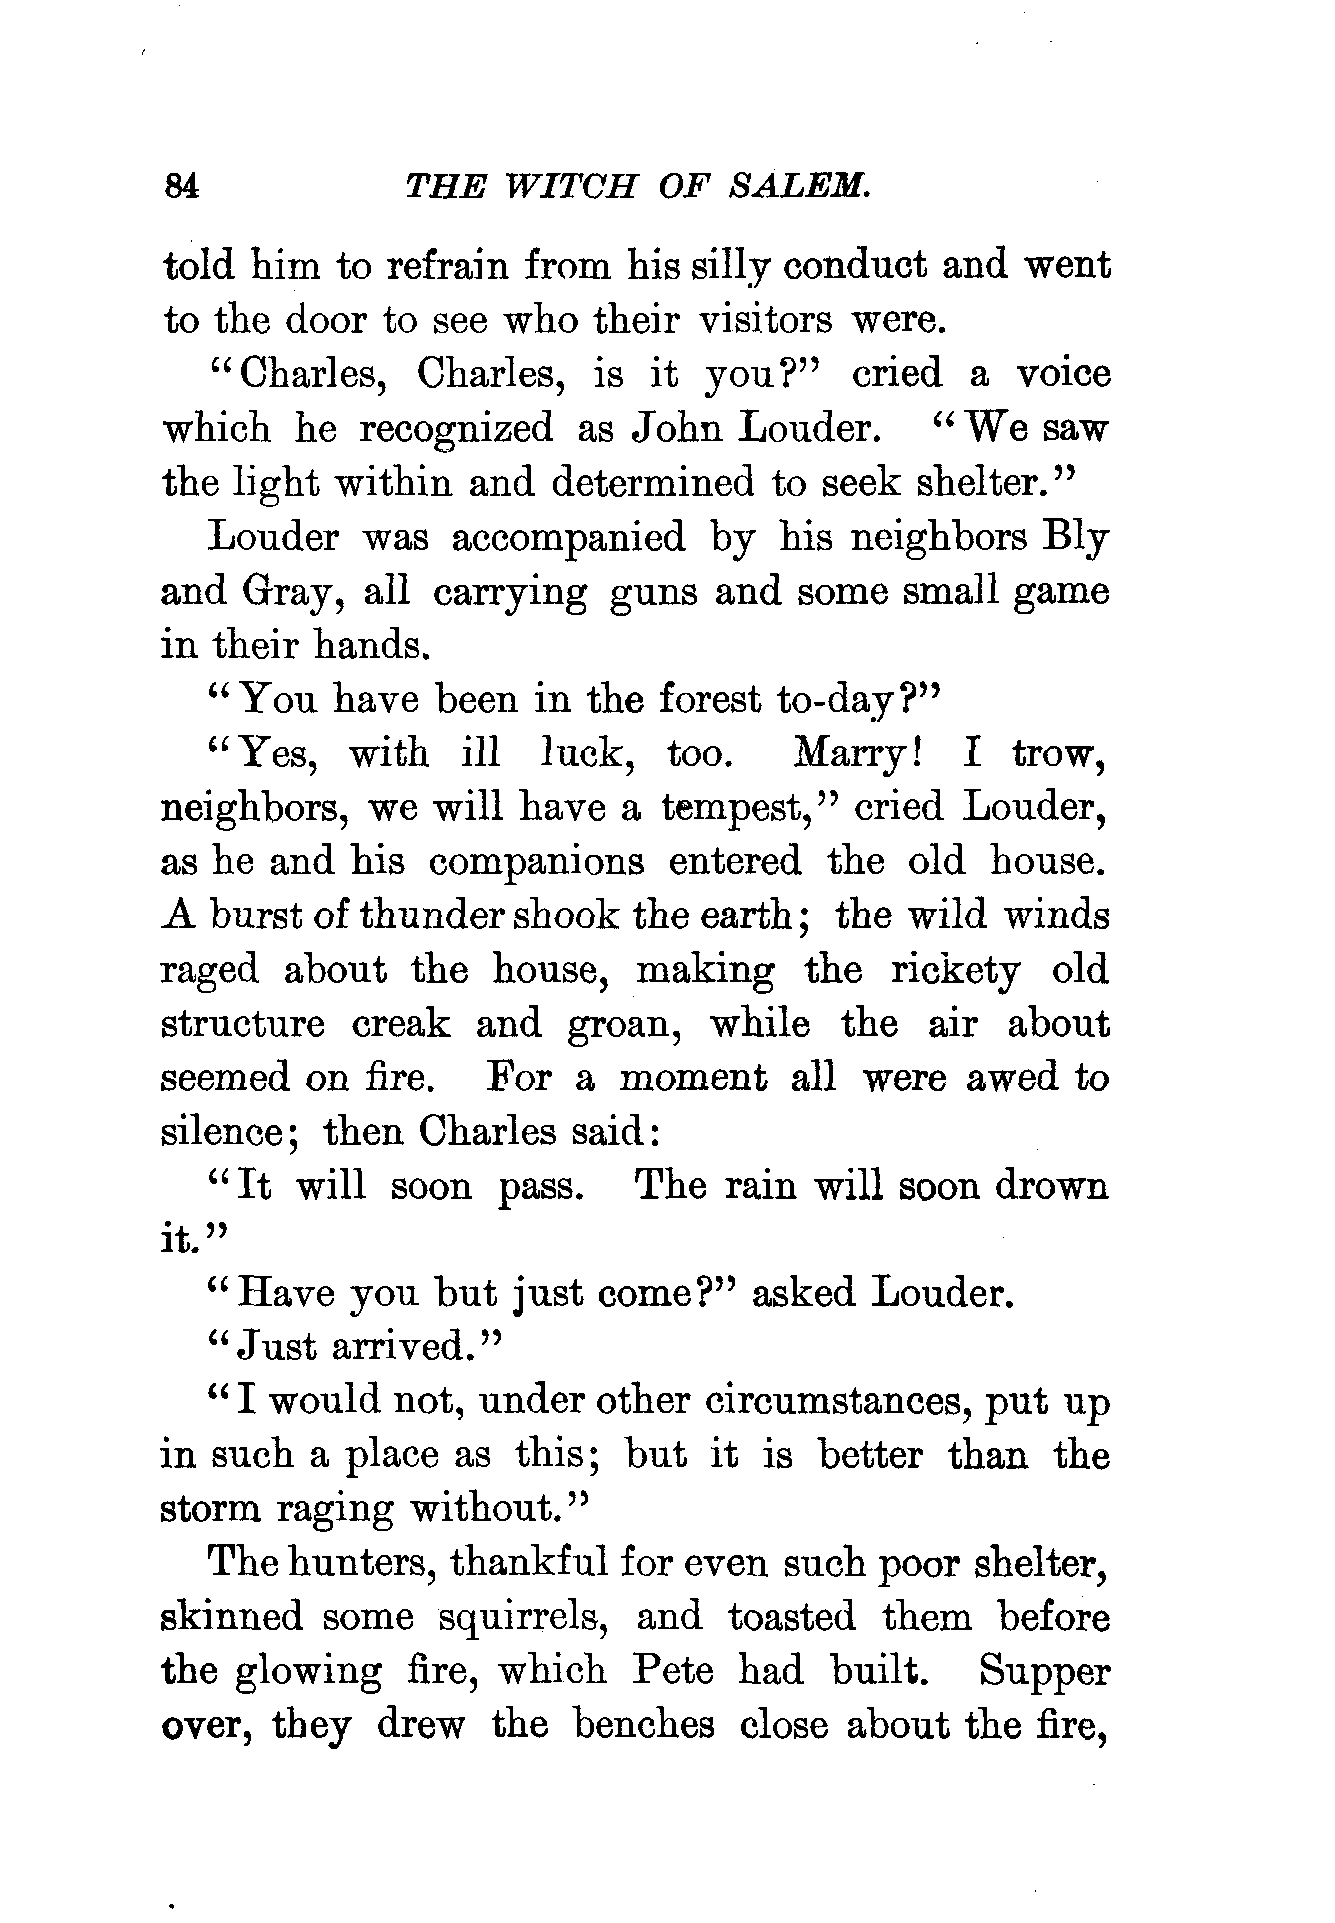 84 THE WITCH OF SALEM.
told him to refrain from his silly conduct and went
to the door to see who their visitors were.
"Charles, Charles, is it you?" cried a voice
which he recognized as John Louder. "We saw
the light within and determined to seek shelter."
Louder was accompanied by his neighbors Bly
and Gray, all carrying guns and some small game
in their hands.
"You have been in the forest to-day?"
"Yes, with ill luck, too. Marry! I trow,
neighbors, we will have a tempest," cried Louder,
as he and his companions entered the old house.
A burst of thunder shook the earth; the wild winds
raged about the house, making the rickety old
structure creak and groan, while the air about
seemed on fire. For a moment all were awed to
silence; then Charles said:
"It will soon pass. The rain will soon drown
it."
"Have you but just come?" asked Louder.
"Just arrived."
"I would not, under other circumstances, put up
in such a place as this; but it is better than the
storm raging without."
The hunters, thankful for even such poor shelter,
skinned some squirrels, and toasted them before
the glowing fire, which Pete had built. Supper
over, they drew the benches close about the fire,